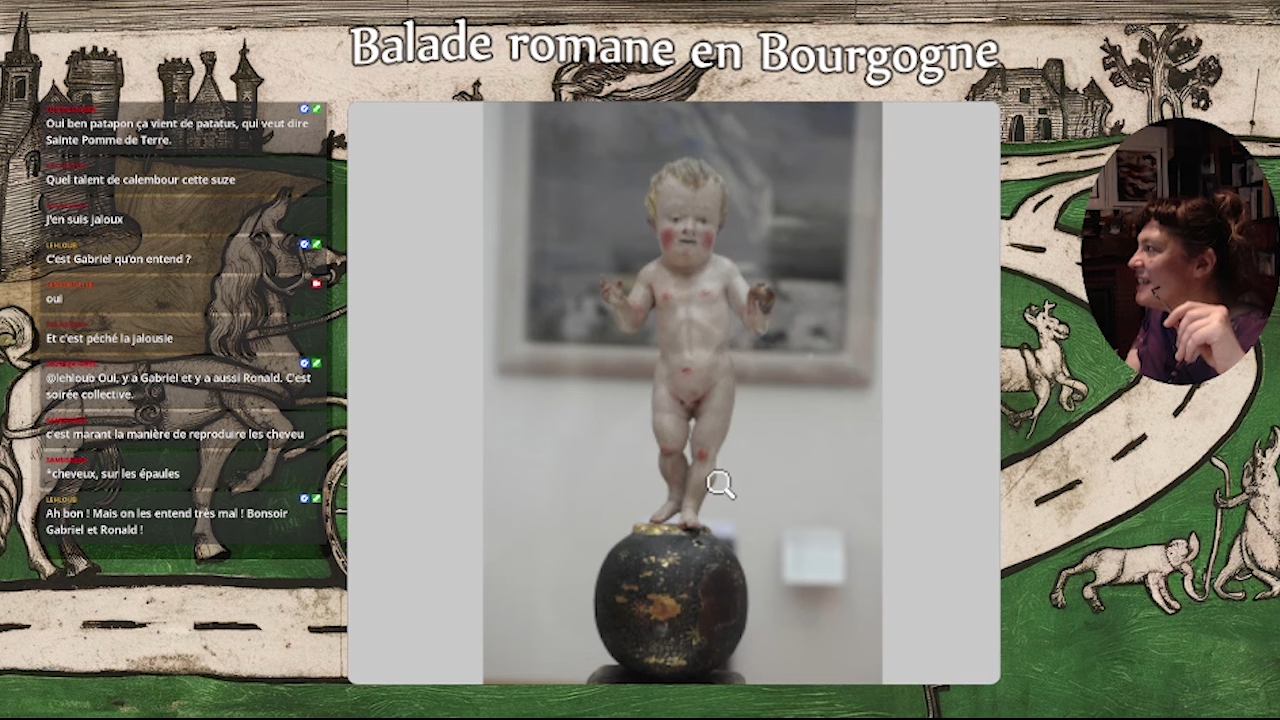 Balade romane en Bourgogne
Oui ben patapon ça vient de patatus, qui veut dire
Sainte Pomme de Terre.
Quel talent de calembour cette suze
J'en suis jaloux
LEHLOUB
C'est Gabriel qu'on entend ?
oui
Et c'est péché la jalousie
@lehloub Oui, y a Gabriel et y a aussi Ronald. C'est
soirée collective.
c'est marant la manière de reproduire les cheveu
*cheveux, sur les épaules
LEHLOUB
Ah bon ! Mais on les entend très mal ! Bonsoir
Gabriel et Ronald !